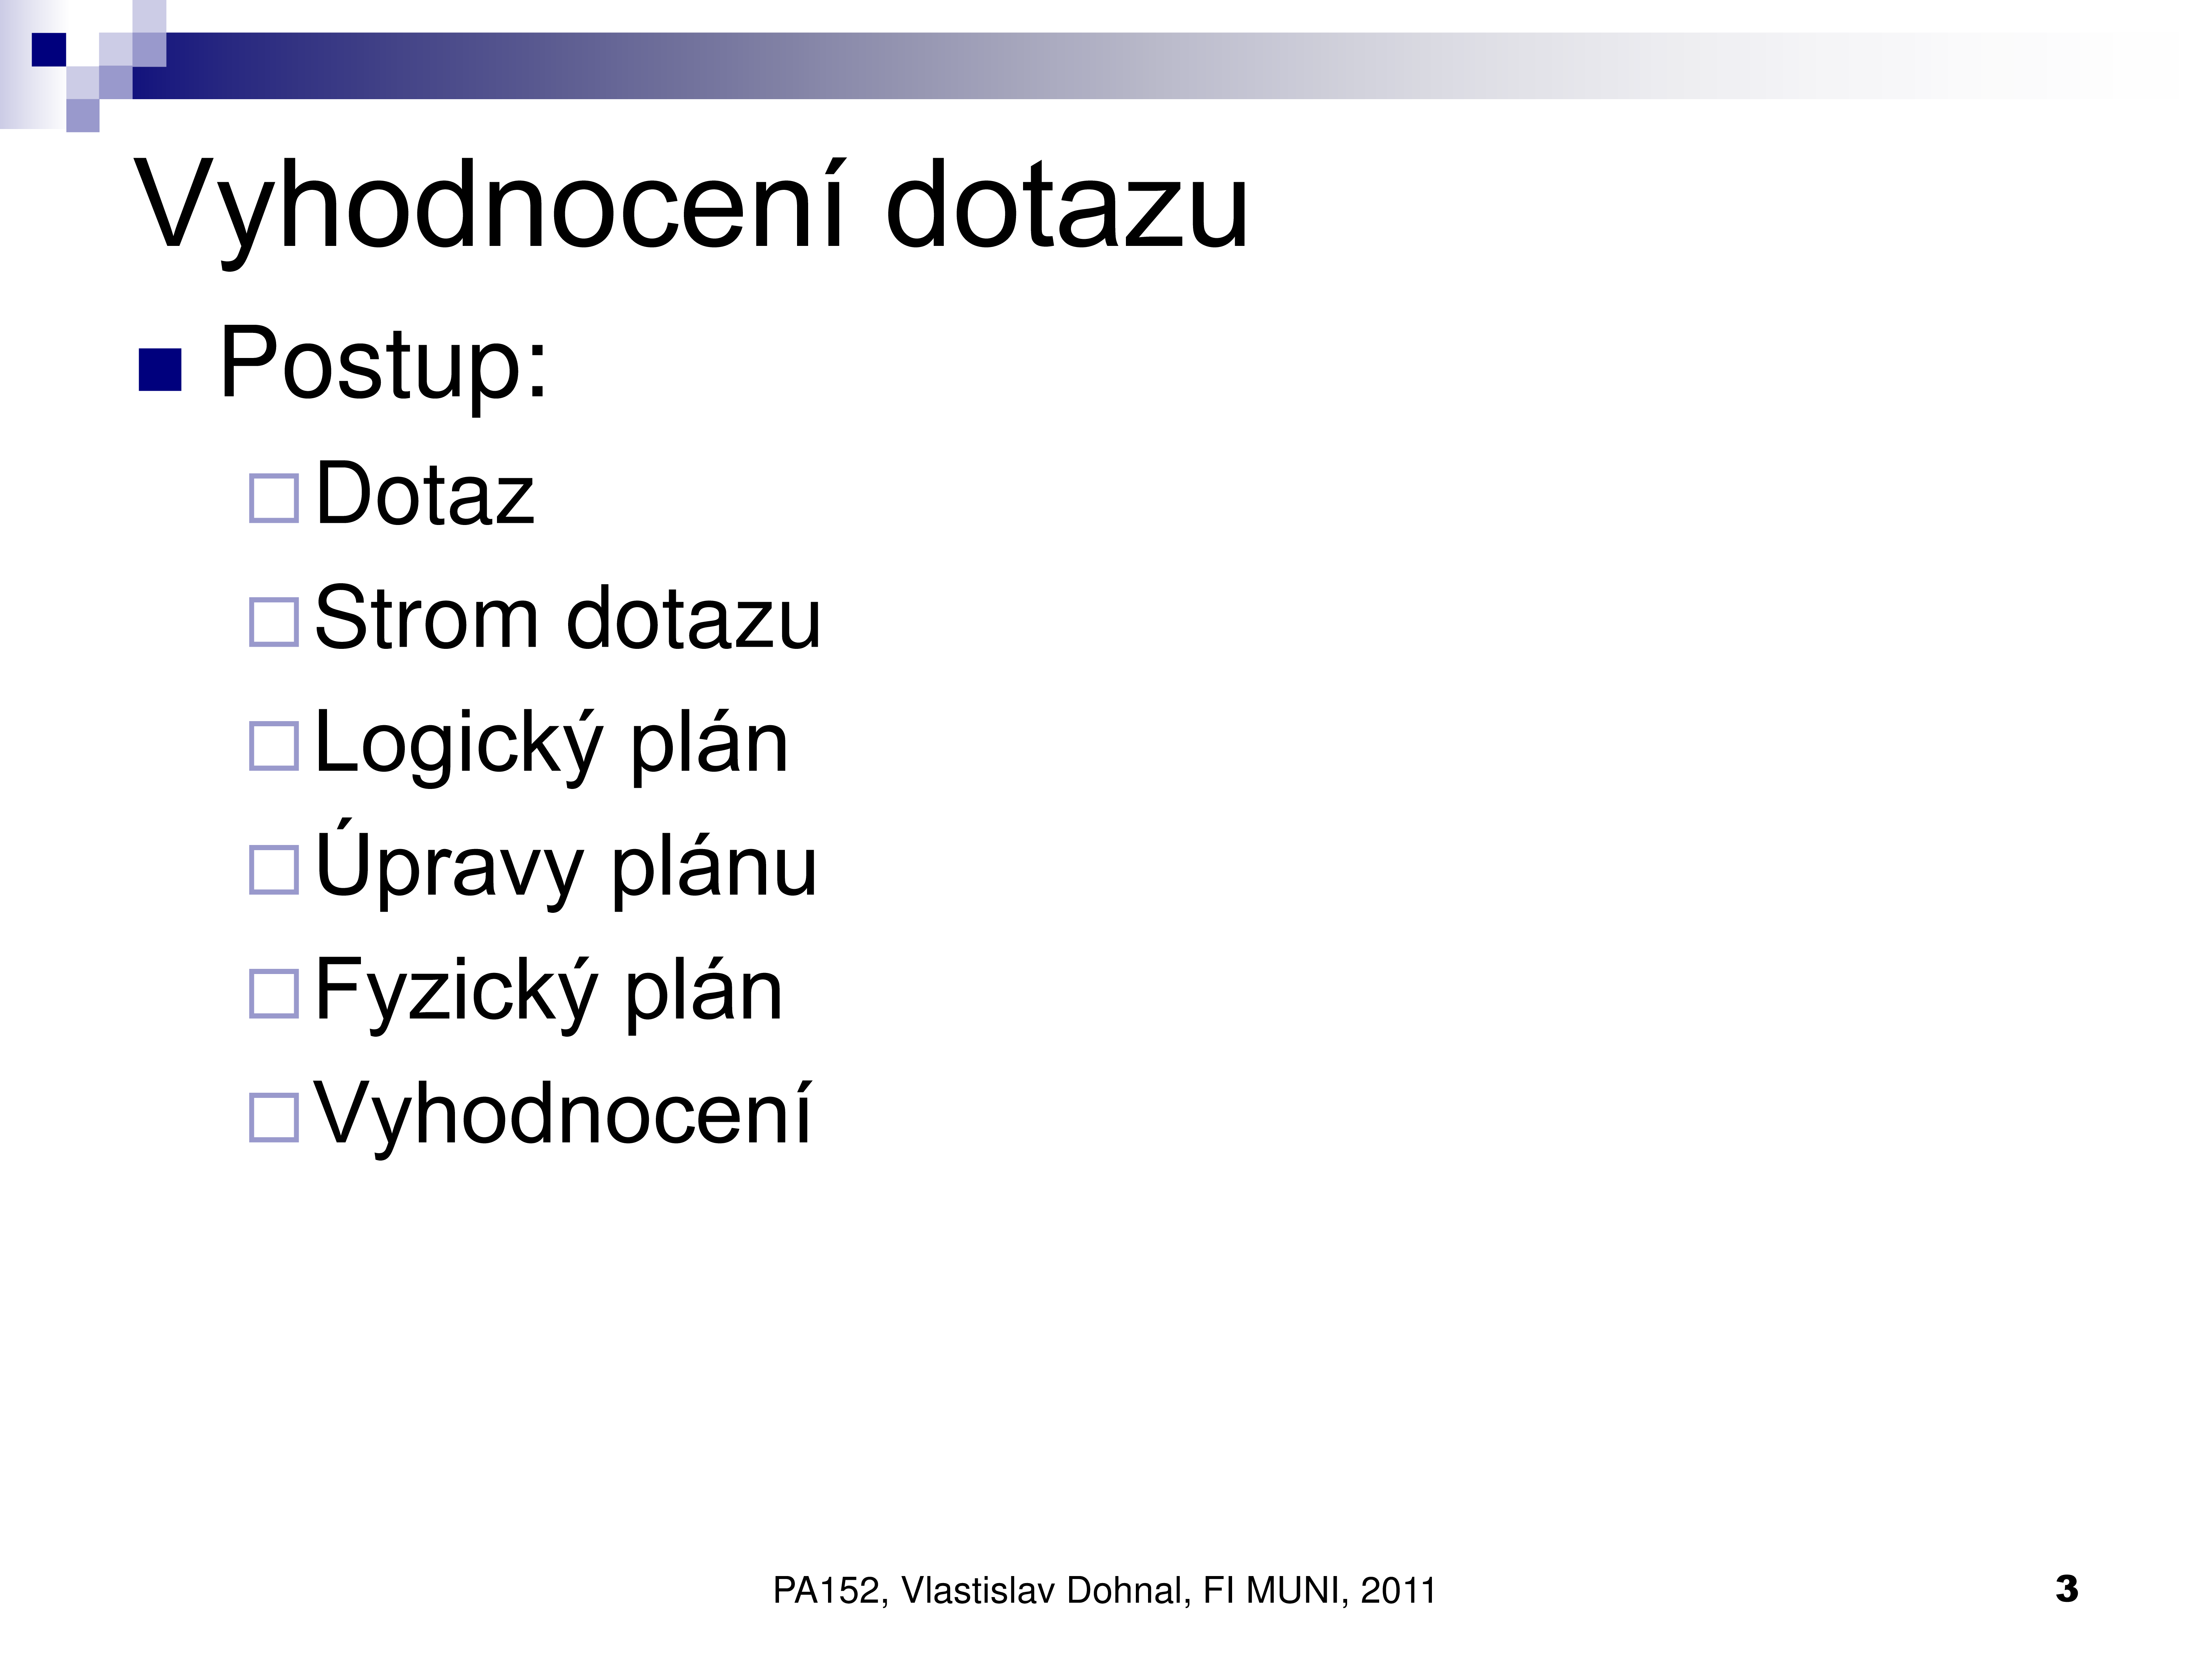 Vyhodnocení dotazu
Postup:
Dotaz
Strom dotazu
Logický plán
Úpravy plánu
Fyzický plán
Vyhodnocení
PA152, Vlastislav Dohnal, FI MUNI, 2011
3